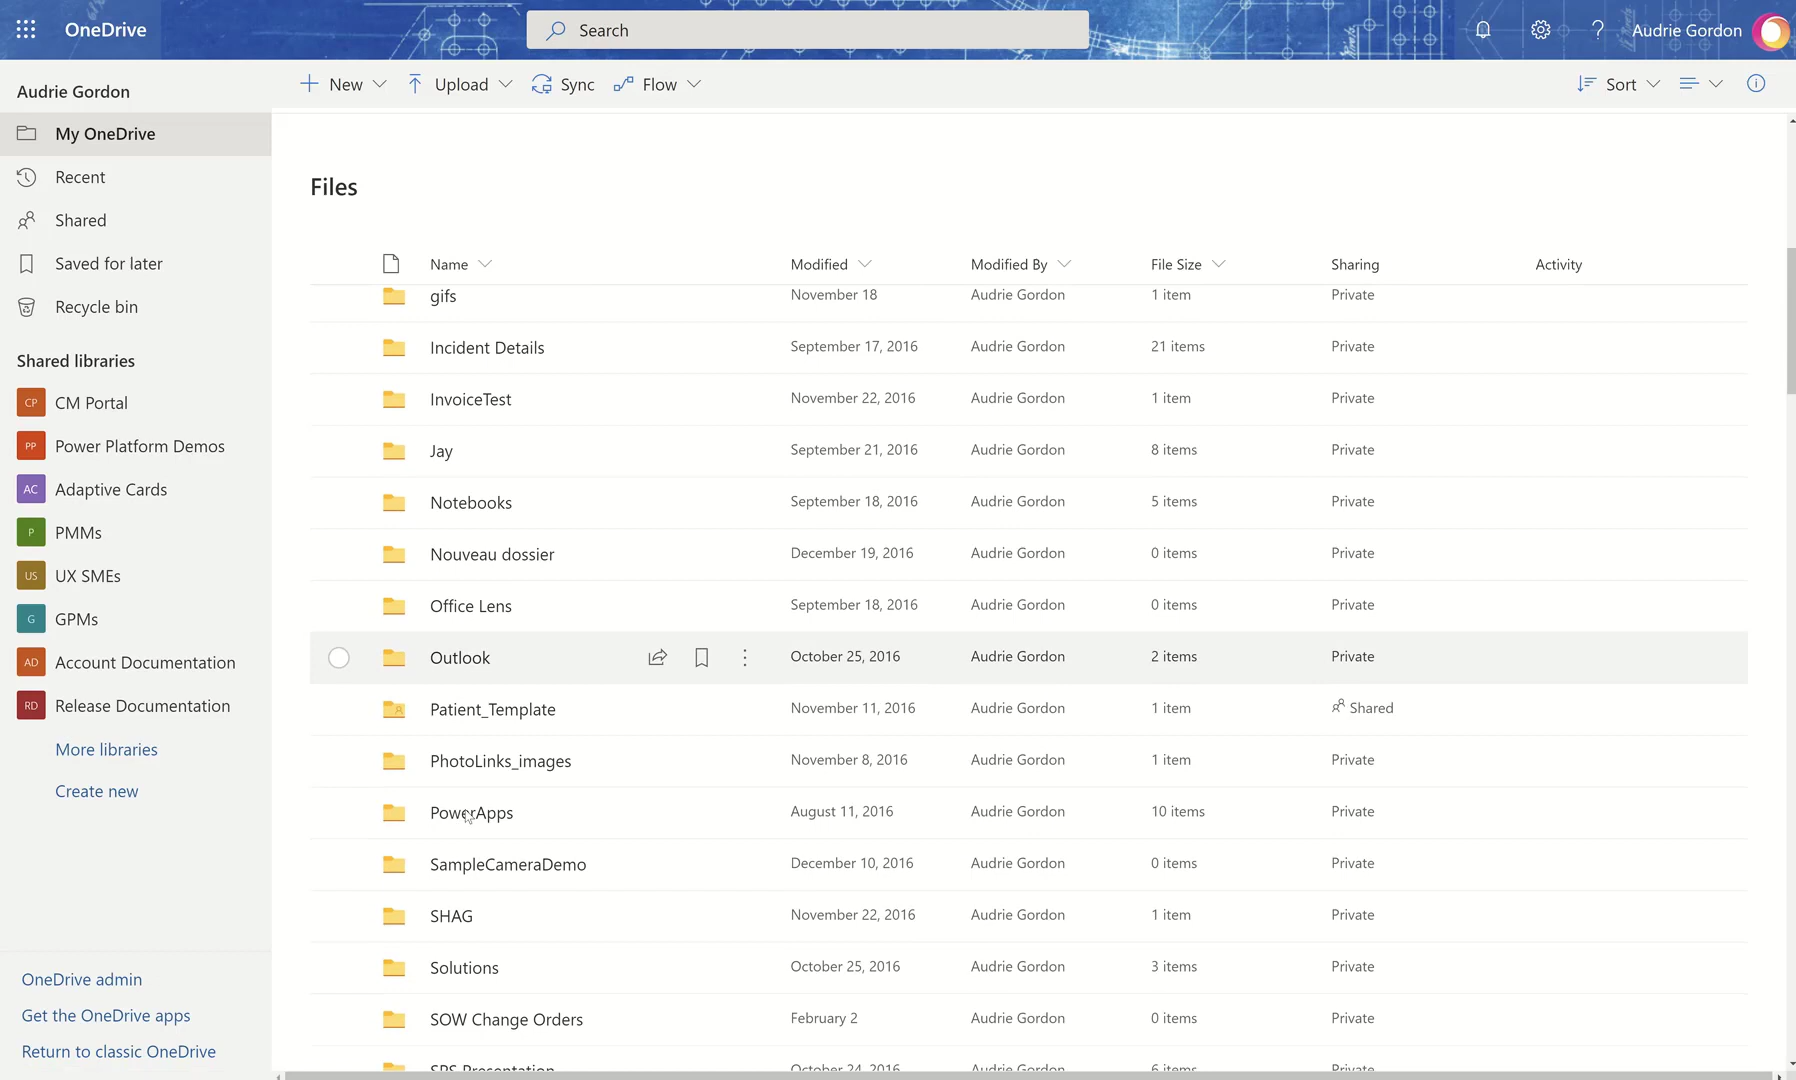 OneDrive
Search
Audrie Gordon
Audrie Gordon
New
Upload
Sync
Flow
Sort
My OneDrive
Recent
Shared
Saved for later
Recycle bin
Shared libraries
CP CM Portal
PP Power Platform Demos
AC Adaptive Cards
P PMMs
US UX SMEs
G GPMs
AD Account Documentation
RD Release Documentation
More libraries
Create new
OneDrive admin
Get the OneDrive apps
Return to classic OneDrive
Files
Name Modified Modified By File Size Sharing Activity
gifs November 18 Audrie Gordon 1 item Private
Incident Details September 17, 2016 Audrie Gordon 21 items Private
InvoiceTest November 22, 2016 Audrie Gordon 1 item Private
Jay September 21, 2016 Audrie Gordon 8 items Private
Notebooks September 18, 2016 Audrie Gordon 5 items Private
Nouveau dossier December 19, 2016 Audrie Gordon 0 items Private
Office Lens September 18, 2016 Audrie Gordon 0 items Private
Outlook October 25, 2016 Audrie Gordon 2 items Private
Patient_Template November 11, 2016 Audrie Gordon 1 item Shared
PhotoLinks_images November 8, 2016 Audrie Gordon 1 item Private
PowerApps August 11, 2016 Audrie Gordon 10 items Private
SampleCameraDemo December 10, 2016 Audrie Gordon 0 items Private
SHAG November 22, 2016 Audrie Gordon 1 item Private
Solutions October 25, 2016 Audrie Gordon 3 items Private
SOW Change Orders February 2 Audrie Gordon 0 items Private
SPS Presentation October 24, 2016 Audrie Gordon 6 items Private